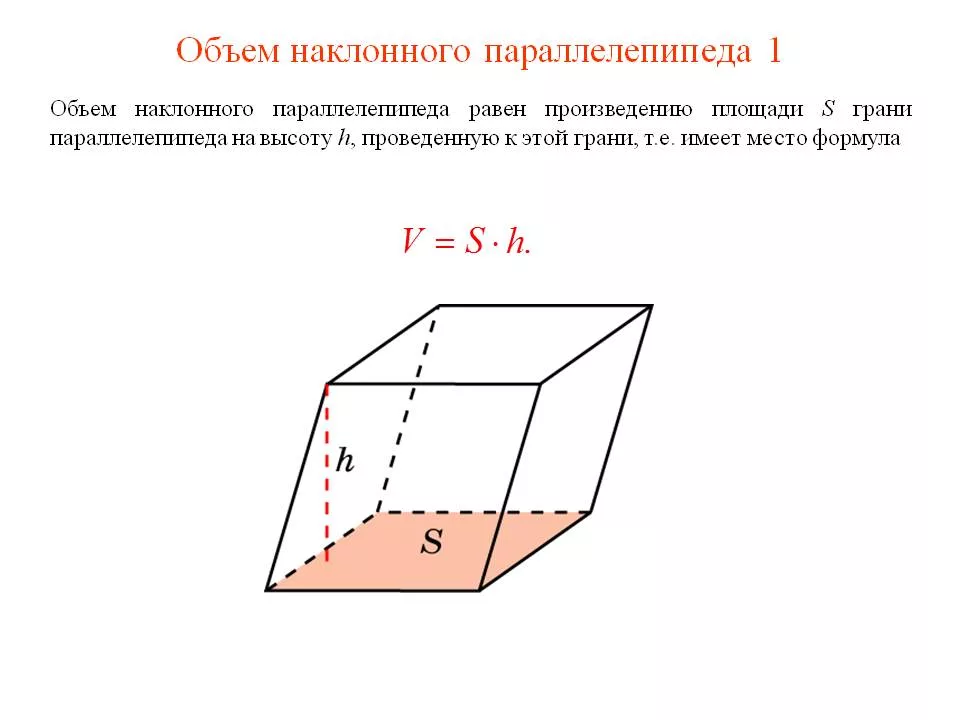 Объем наклонного параллелепипеда 1
Объем наклонного параллелепипеда равен произведению площади S грани
параллелепипеда на высоту h, проведенную к этой грани, т.е. имеет место формула
V = S · h.
h
S